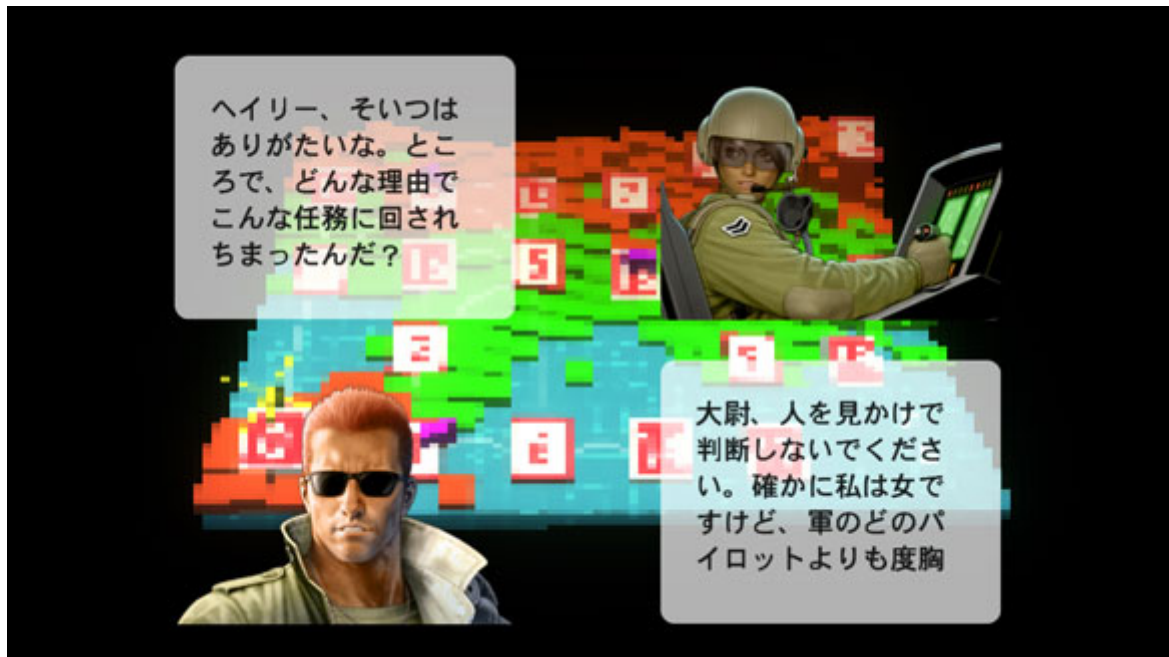 ヘイリー、そいつは
ありがたいな。とこ
ろで、どんな理由で
こんな任務に回され
ちまったんだ？
大尉、人を見かけで
判断しないでくださ
い。確かに私は女で
すけど、軍のどのパ
イロットよりも度胸